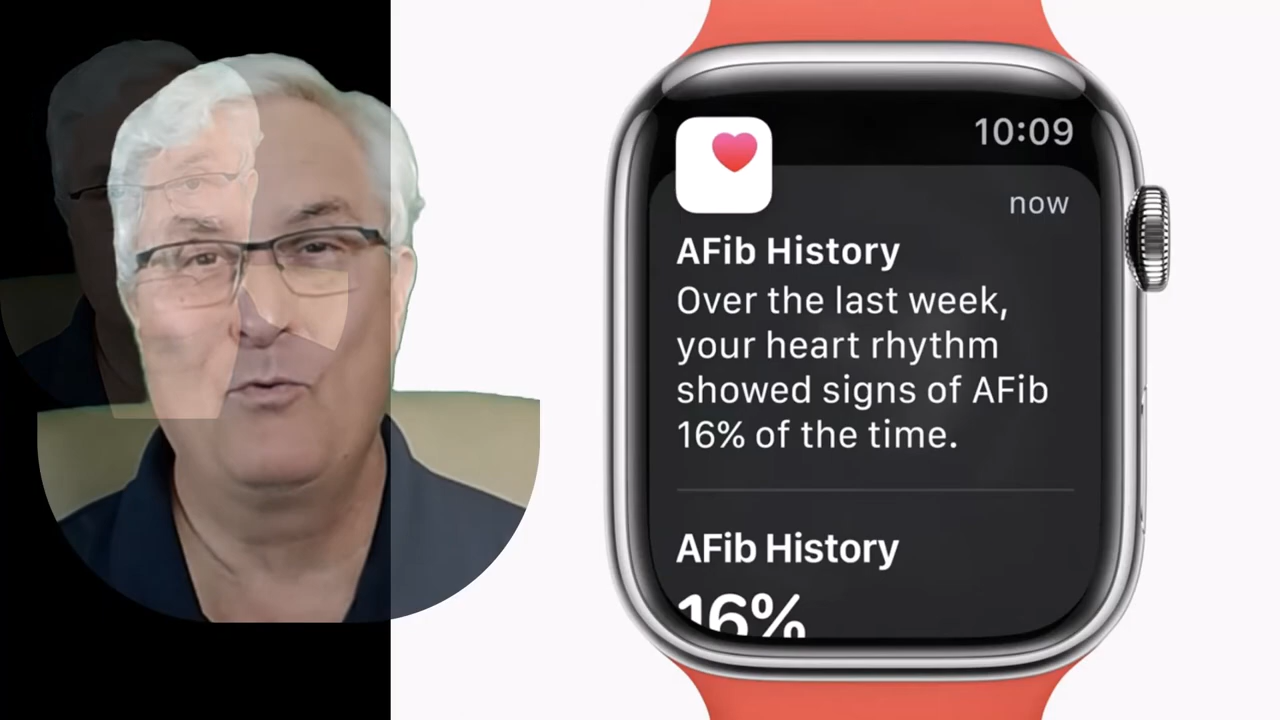 10:09
now
AFib History
Over the last week,
your heart rhythm
showed signs of AFib
16% of the time.
AFib History
16%